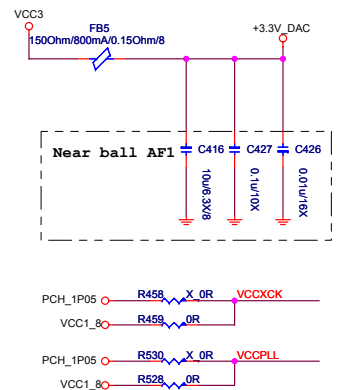 VCC3
FB5
150Ohm/800mA/0.15Ohm/8
+3.3V_DAC
Near ball AF1
C416
10u/6.3X/8
C427
0.1u/10X
C426
0.01u/16X
PCH_1P05
R458
X_0R
VCCXCK
VCC1_8
R459
0R
PCH_1P05
R530
X_0R
VCCPLL
VCC1_8
R528
0R